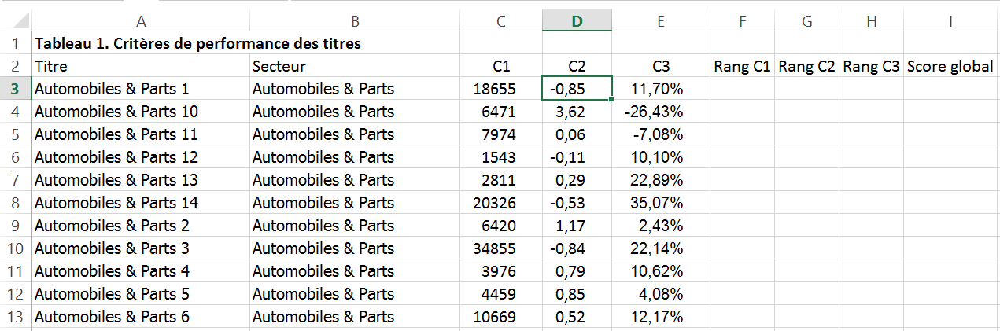 A B C D E F G H I
1 Tableau 1. Critères de performance des titres
2 Titre Secteur C1 C2 C3 Rang C1 Rang C2 Rang C3 Score global
3 Automobiles & Parts 1 Automobiles & Parts 18655 -0,85 11,70%
4 Automobiles & Parts 10 Automobiles & Parts 6471 3,62 -26,43%
5 Automobiles & Parts 11 Automobiles & Parts 7974 0,06 -7,08%
6 Automobiles & Parts 12 Automobiles & Parts 1543 -0,11 10,10%
7 Automobiles & Parts 13 Automobiles & Parts 2811 0,29 22,89%
8 Automobiles & Parts 14 Automobiles & Parts 20326 -0,53 35,07%
9 Automobiles & Parts 2 Automobiles & Parts 6420 1,17 2,43%
10 Automobiles & Parts 3 Automobiles & Parts 34855 -0,84 22,14%
11 Automobiles & Parts 4 Automobiles & Parts 3976 0,79 10,62%
12 Automobiles & Parts 5 Automobiles & Parts 4459 0,85 4,08%
13 Automobiles & Parts 6 Automobiles & Parts 10669 0,52 12,17%